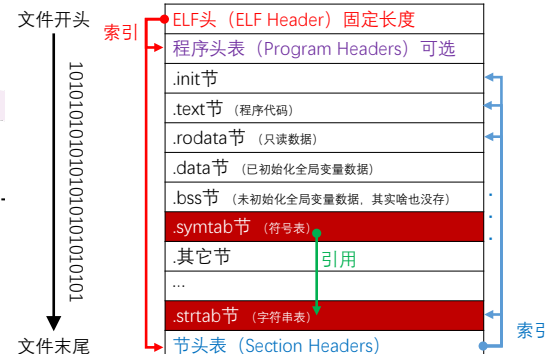 文件开头
索引
ELF头（ELF Header）固定长度
程序头表（Program Headers）可选
.init节
.text节 （程序代码）
.rodata节 （只读数据）
.data节 （已初始化全局变量数据）
.bss节 （未初始化全局变量数据，其实啥也没存）
.symtab节 （符号表）
.其它节
引用
...
.strtab节 （字符串表）
节头表（Section Headers）
101010101010101010101010101
文件末尾
索引